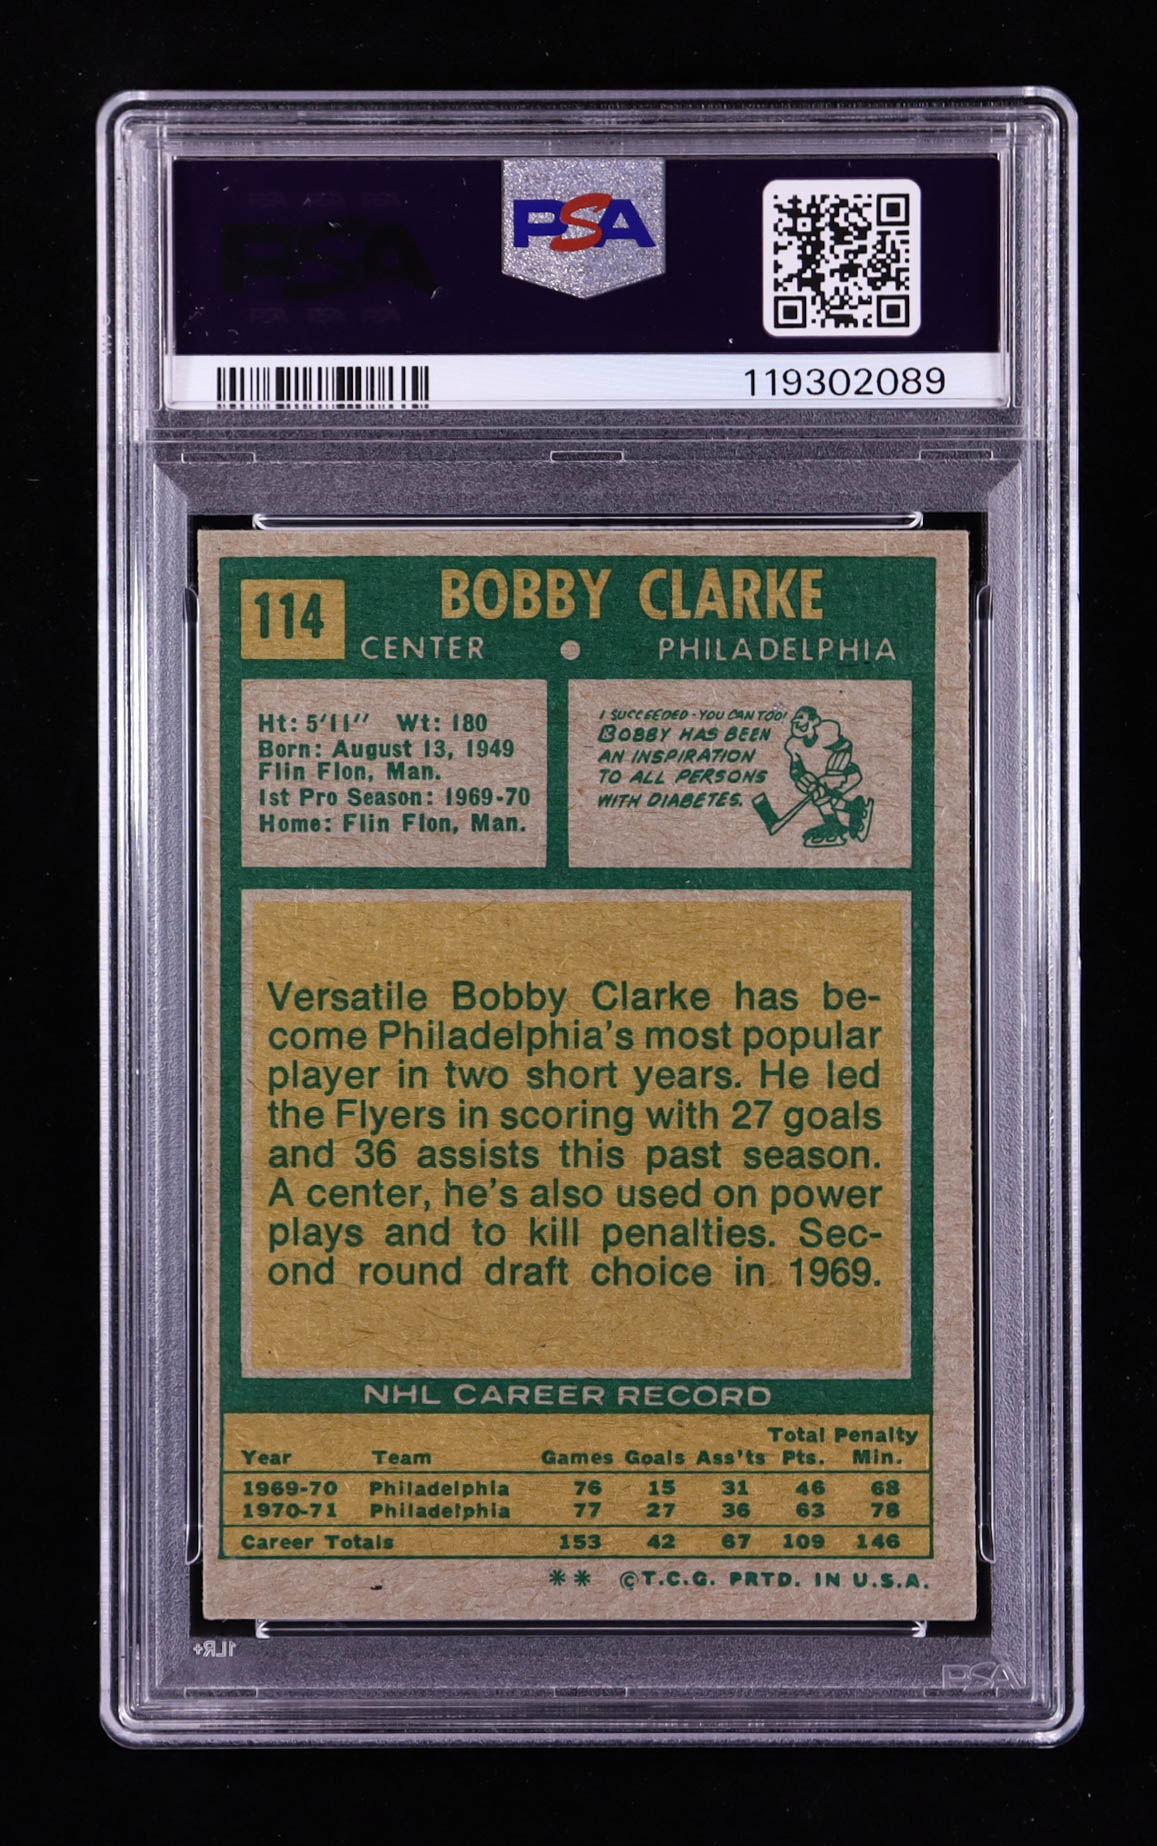 PSA
PSA
119302089
114
BOBBY CLARKE
CENTER • PHILADELPHIA
Ht: 5'11" Wt: 180
Born: August 13, 1949
Flin Flon, Man.
1st Pro Season: 1969-70
Home: Flin Flon, Man.
I SUCCEEDED - YOU CAN TOO!
BOBBY HAS BEEN
AN INSPIRATION
TO ALL PERSONS
WITH DIABETES.
Versatile Bobby Clarke has be-
come Philadelphia's most popular
player in two short years. He led
the Flyers in scoring with 27 goals
and 36 assists this past season.
A center, he's also used on power
plays and to kill penalties. Sec-
ond round draft choice in 1969.
NHL CAREER RECORD
Total Penalty
Year Team Games Goals Ass'ts Pts. Min.
1969-70 Philadelphia 76 15 31 46 68
1970-71 Philadelphia 77 27 36 63 78
Career Totals 153 42 67 109 146
** ©T.C.G. PRTD. IN U.S.A.
1LR+
PSA